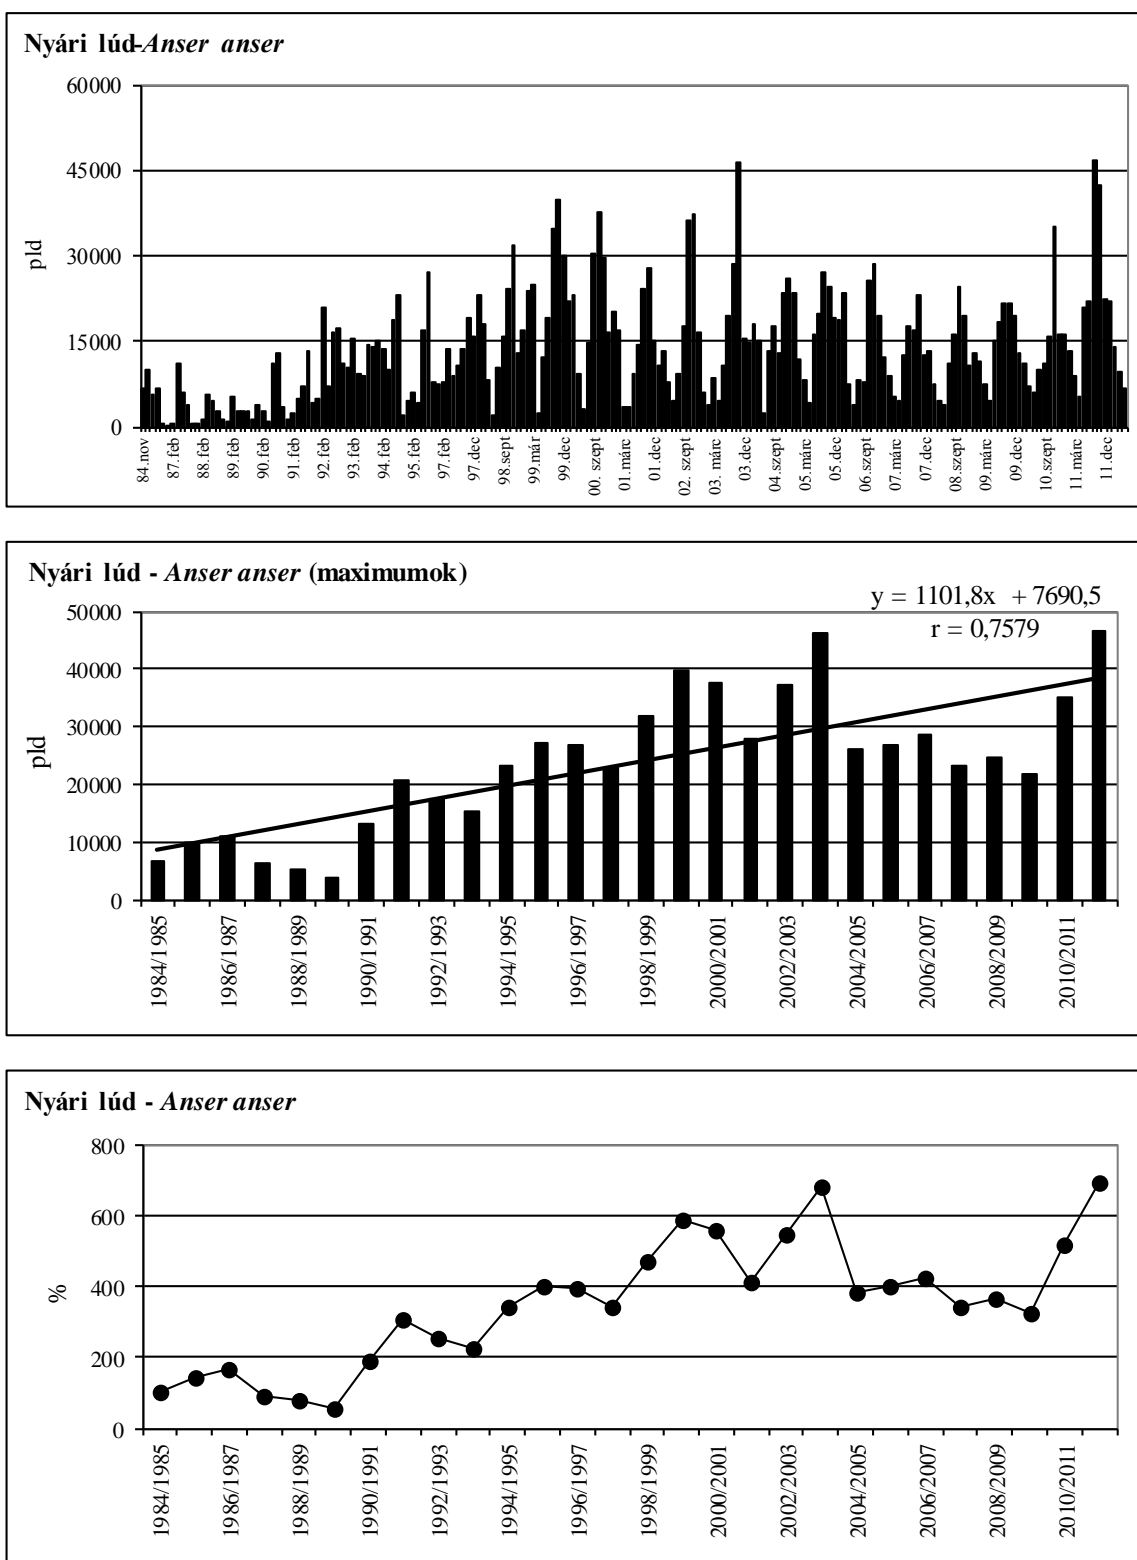 Nyári lúd-Anser anser
60000
45000
30000
15000
0
pld
84.nov
87.feb
88.feb
89.feb
90.feb
91.feb
92.feb
93.feb
94.feb
95.feb
97.feb
97.dec
98.sept
99.már
99.dec
00. szept
01.márc
01.dec
02. szept
03. márc
03.dec
04.szept
05.márc
05.dec
06.szept
07.márc
07.dec
08.szept
09.márc
09.dec
10.szept
11.márc
11.dec
Nyári lúd - Anser anser (maximumok)
y = 1101,8x + 7690,5
r = 0,7579
50000
40000
30000
20000
10000
0
pld
1984/1985
1986/1987
1988/1989
1990/1991
1992/1993
1994/1995
1996/1997
1998/1999
2000/2001
2002/2003
2004/2005
2006/2007
2008/2009
2010/2011
Nyári lúd - Anser anser
800
600
400
200
0
%
1984/1985
1986/1987
1988/1989
1990/1991
1992/1993
1994/1995
1996/1997
1998/1999
2000/2001
2002/2003
2004/2005
2006/2007
2008/2009
2010/2011